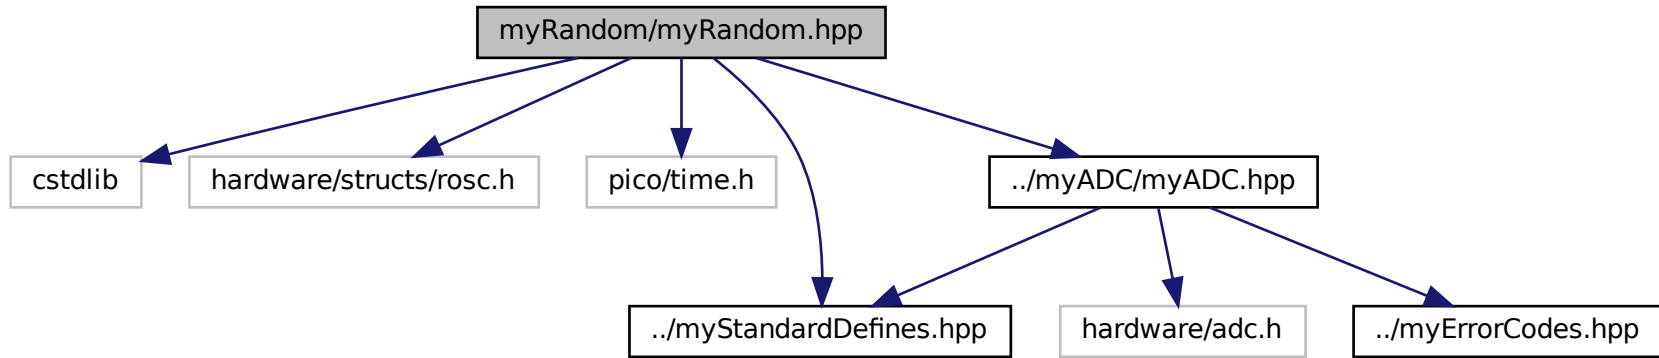 myRandom/myRandom.hpp
cstdlib
hardware/structs/rosc.h
pico/time.h
../myADC/myADC.hpp
../myStandardDefines.hpp
hardware/adc.h
../myErrorCodes.hpp